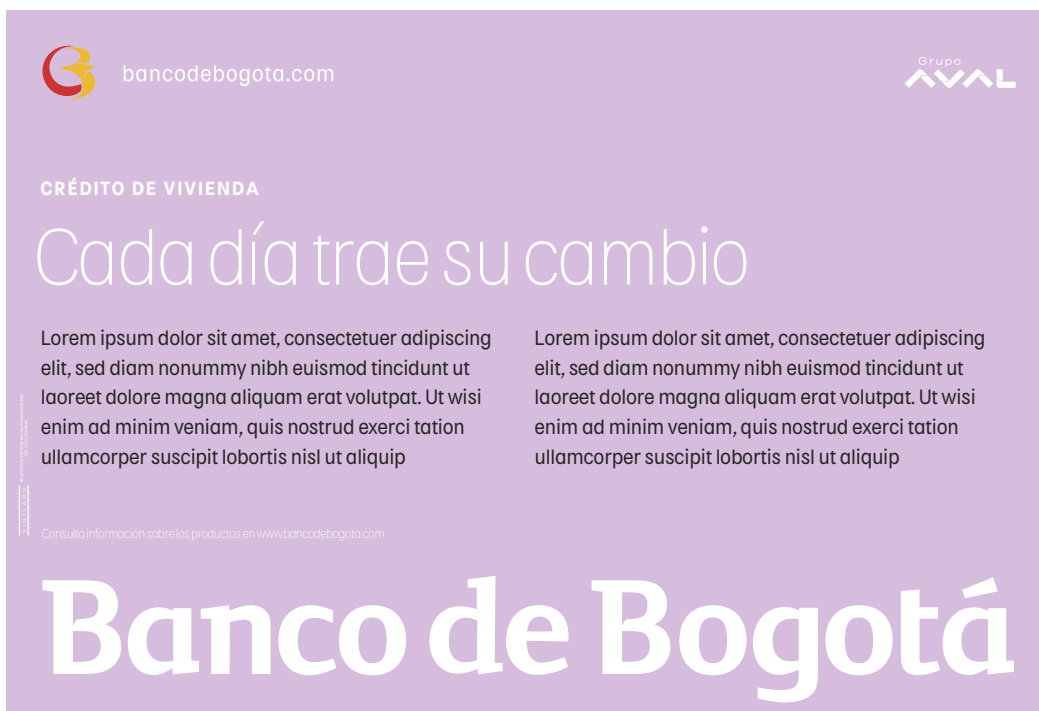 bancodebogota.com
Grupo
AVAL
CRÉDITO DE VIVIENDA
Cada día trae su cambio
Lorem ipsum dolor sit amet, consectetuer adipiscing
elit, sed diam nonummy nibh euismod tincidunt ut
laoreet dolore magna aliquam erat volutpat. Ut wisi
enim ad minim veniam, quis nostrud exerci tation
ullamcorper suscipit lobortis nisl ut aliquip
Lorem ipsum dolor sit amet, consectetuer adipiscing
elit, sed diam nonummy nibh euismod tincidunt ut
laoreet dolore magna aliquam erat volutpat. Ut wisi
enim ad minim veniam, quis nostrud exerci tation
ullamcorper suscipit lobortis nisl ut aliquip
VIGILADO
Consulta información sobre los productos en www.bancodebogota.com
Banco de Bogotá